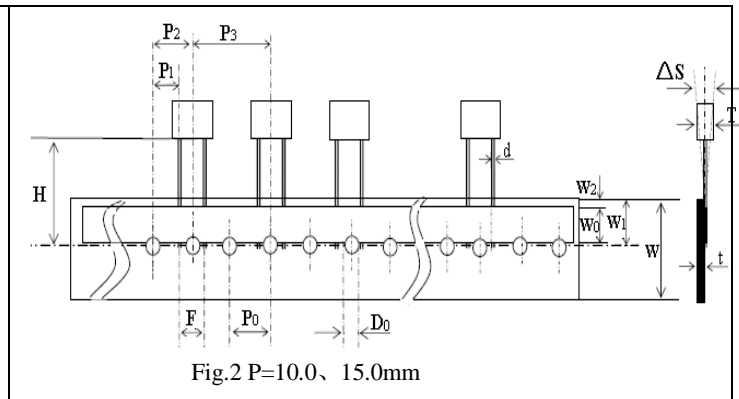 P2
P3
P1
ΔS
T
d
H
W2
W0
W1
W
t
F
P0
D0
Fig.2 P=10.0、15.0mm